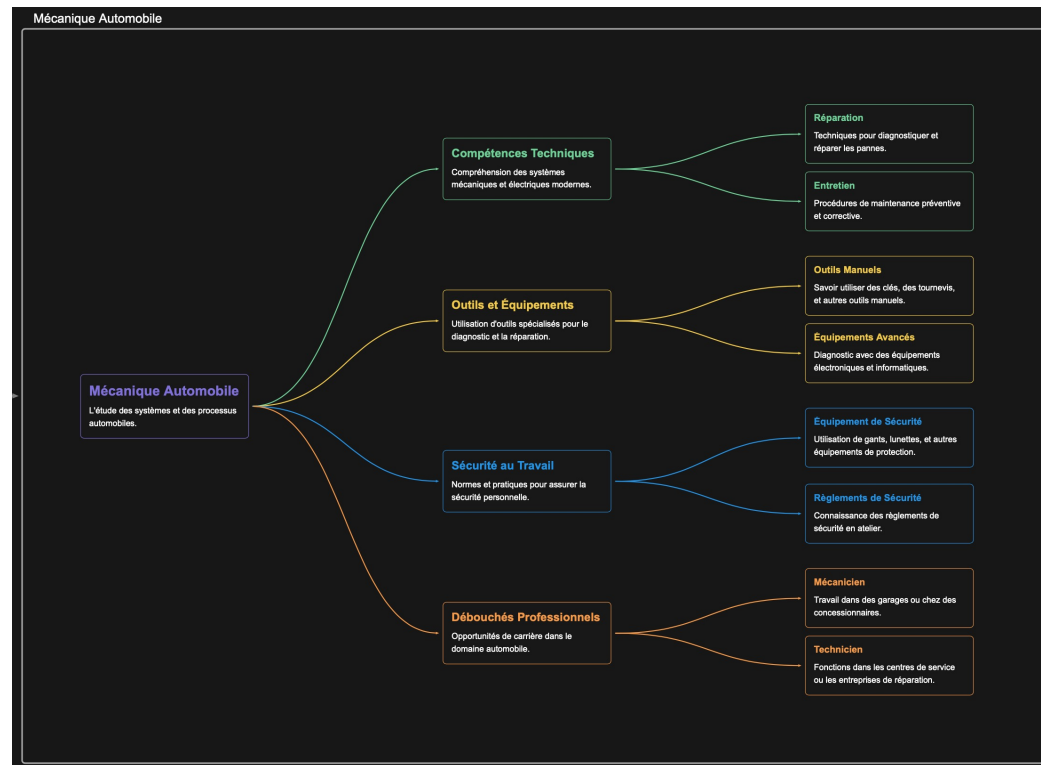 Mécanique Automobile
Mécanique Automobile
L'étude des systèmes et des processus
automobiles.
Compétences Techniques
Compréhension des systèmes
mécaniques et électriques modernes.
Réparation
Techniques pour diagnostiquer et
réparer les pannes.
Entretien
Procédures de maintenance préventive
et corrective.
Outils et Équipements
Utilisation d'outils spécialisés pour le
diagnostic et la réparation.
Outils Manuels
Savoir utiliser des clés, des tournevis,
et autres outils manuels.
Équipements Avancés
Diagnostic avec des équipements
électroniques et informatiques.
Sécurité au Travail
Normes et pratiques pour assurer la
sécurité personnelle.
Équipement de Sécurité
Utilisation de gants, lunettes, et autres
équipements de protection.
Règlements de Sécurité
Connaissance des règlements de
sécurité en atelier.
Débouchés Professionnels
Opportunités de carrière dans le
domaine automobile.
Mécanicien
Travail dans des garages ou chez des
concessionnaires.
Technicien
Fonctions dans les centres de service
ou les entreprises de réparation.